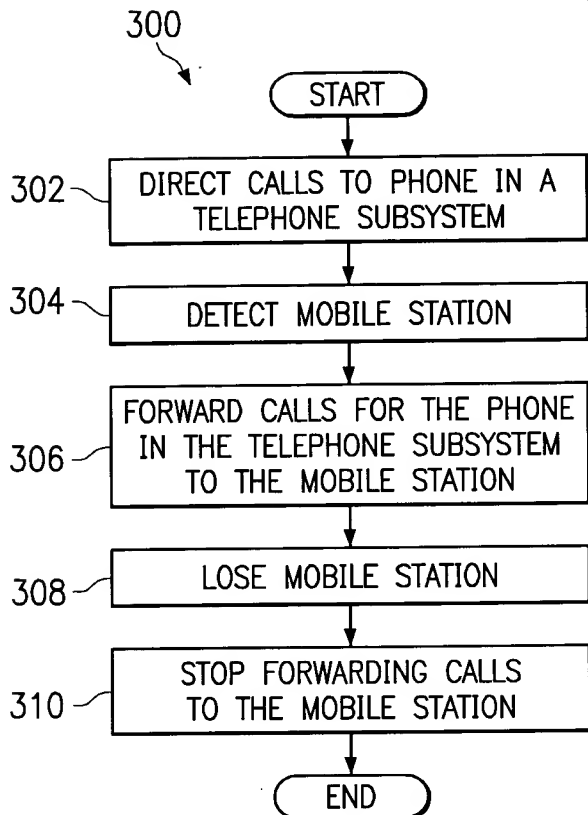 300
START
302
DIRECT CALLS TO PHONE IN A
TELEPHONE SUBSYSTEM
304
DETECT MOBILE STATION
306
FORWARD CALLS FOR THE PHONE
IN THE TELEPHONE SUBSYSTEM
TO THE MOBILE STATION
308
LOSE MOBILE STATION
310
STOP FORWARDING CALLS
TO THE MOBILE STATION
END